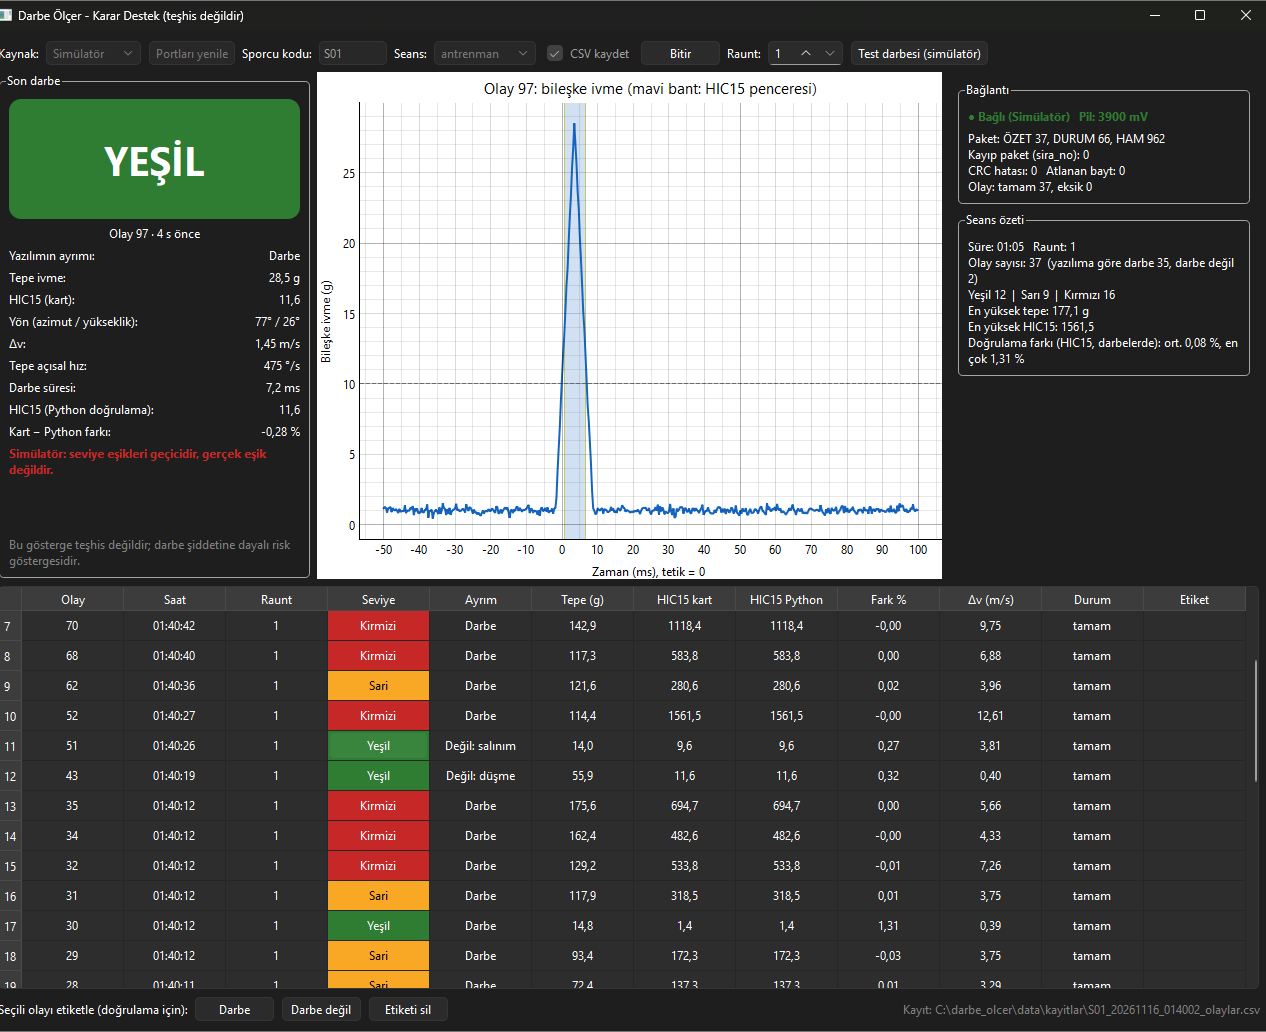 Darbe Ölçer - Karar Destek (teşhis değildir)
Kaynak: Simülatör Portları yenile Sporcu kodu: S01 Seans: antrenman CSV kaydet Bitir Raunt: 1 Test darbesi (simülatör)
Son darbe
YEŞİL
Olay 97 · 4 s önce
Yazılımın ayrımı: Darbe
Tepe ivme: 28,5 g
HIC15 (kart): 11,6
Yön (azimut / yükseklik): 77° / 26°
Δv: 1,45 m/s
Tepe açısal hız: 475 °/s
Darbe süresi: 7,2 ms
HIC15 (Python doğrulama): 11,6
Kart − Python farkı: -0,28 %
Simülatör: seviye eşikleri geçicidir, gerçek eşik
değildir.
Bu gösterge teşhis değildir; darbe şiddetine dayalı risk
göstergesidir.
Olay 97: bileşke ivme (mavi bant: HIC15 penceresi)
Bileşke ivme (g)
25
20
15
10
5
0
-50 -40 -30 -20 -10 0 10 20 30 40 50 60 70 80 90 100
Zaman (ms), tetik = 0
Bağlantı
● Bağlı (Simülatör) Pil: 3900 mV
Paket: ÖZET 37, DURUM 66, HAM 962
Kayıp paket (sira_no): 0
CRC hatası: 0 Atlanan bayt: 0
Olay: tamam 37, eksik 0
Seans özeti
Süre: 01:05 Raunt: 1
Olay sayısı: 37 (yazılıma göre darbe 35, darbe değil
2)
Yeşil 12 | Sarı 9 | Kırmızı 16
En yüksek tepe: 177,1 g
En yüksek HIC15: 1561,5
Doğrulama farkı (HIC15, darbelerde): ort. 0,08 %, en
çok 1,31 %
Olay Saat Raunt Seviye Ayrım Tepe (g) HIC15 kart HIC15 Python Fark % Δv (m/s) Durum Etiket
7 70 01:40:42 1 Kirmizi Darbe 142,9 1118,4 1118,4 -0,00 9,75 tamam
8 68 01:40:40 1 Kirmizi Darbe 117,3 583,8 583,8 0,00 6,88 tamam
9 62 01:40:36 1 Sari Darbe 121,6 280,6 280,6 0,02 3,96 tamam
10 52 01:40:27 1 Kirmizi Darbe 114,4 1561,5 1561,5 -0,00 12,61 tamam
11 51 01:40:26 1 Yeşil Değil: salınım 14,0 9,6 9,6 0,27 3,81 tamam
12 43 01:40:19 1 Yeşil Değil: düşme 55,9 11,6 11,6 0,32 0,40 tamam
13 35 01:40:12 1 Kirmizi Darbe 175,6 694,7 694,7 0,00 5,66 tamam
14 34 01:40:12 1 Kirmizi Darbe 162,4 482,6 482,6 -0,00 4,33 tamam
15 32 01:40:12 1 Kirmizi Darbe 129,2 533,8 533,8 -0,01 7,26 tamam
16 31 01:40:12 1 Sari Darbe 117,9 318,5 318,5 0,01 3,75 tamam
17 30 01:40:12 1 Yeşil Darbe 14,8 1,4 1,4 1,31 0,39 tamam
18 29 01:40:12 1 Sari Darbe 93,4 172,3 172,3 -0,03 3,75 tamam
19 28 01:40:11 1 Sari Darbe 72,4 137,3 137,3 0,01 3,29 tamam
Seçili olayı etiketle (doğrulama için): Darbe Darbe değil Etiketi sil Kayıt: C:\darbe_olcer\data\kayitlar\S01_20261116_014002_olaylar.csv